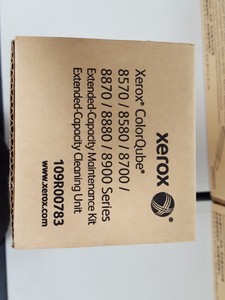 xerox
Xerox® ColorQube®
8570 / 8580 / 8700 /
8870 / 8880 / 8900 Series
Extended-Capacity Maintenance Kit
Extended-Capacity Cleaning Unit
109R00783
www.xerox.com